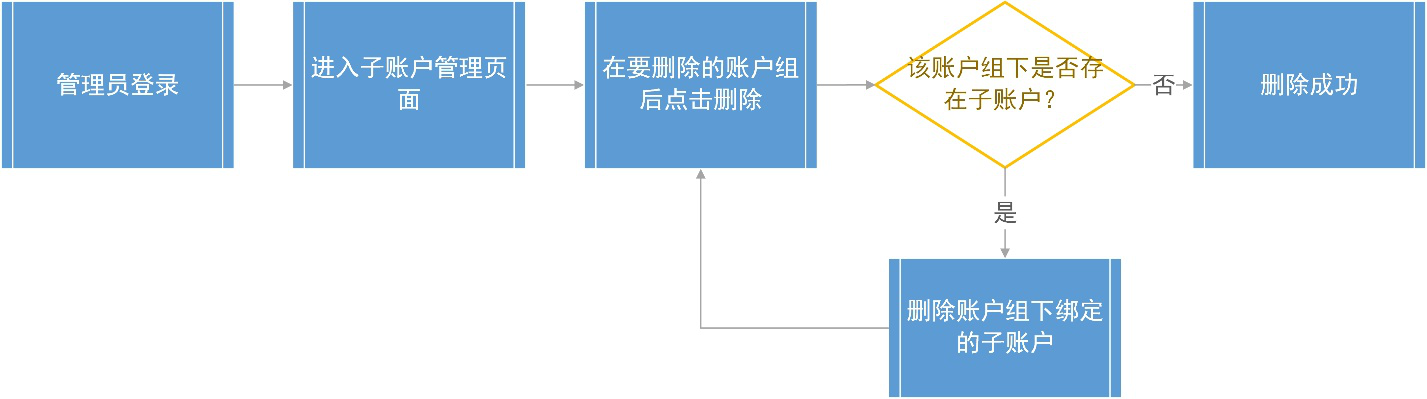 管理员登录
进入子账户管理页
面
在要删除的账户组
后点击删除
该账户组下是否存
在子账户？
否
删除成功
是
删除账户组下绑定
的子账户